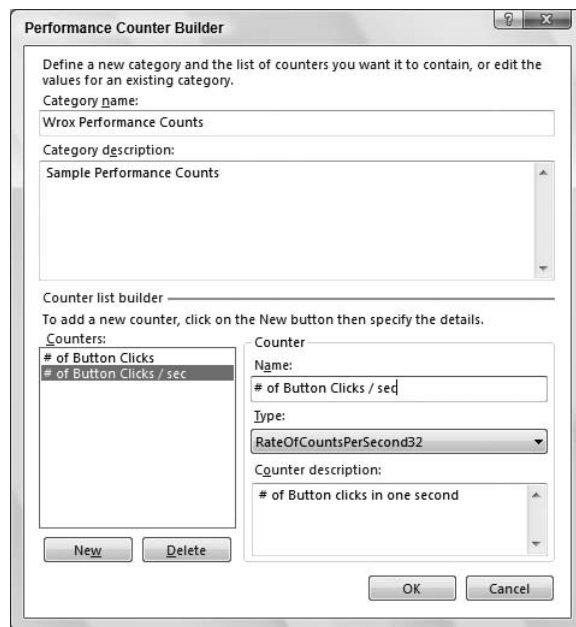 Performance Counter Builder
Define a new category and the list of counters you want it to contain, or edit the
values for an existing category.
Category name:
Wrox Performance Counts
Category description:
Sample Performance Counts
Counter list builder
To add a new counter, click on the New button then specify the details.
Counters:
# of Button Clicks
# of Button Clicks / sec
Counter
Name:
# of Button Clicks / sec
Type:
RateOfCountsPerSecond32
Counter description:
# of Button clicks in one second
New
Delete
OK
Cancel